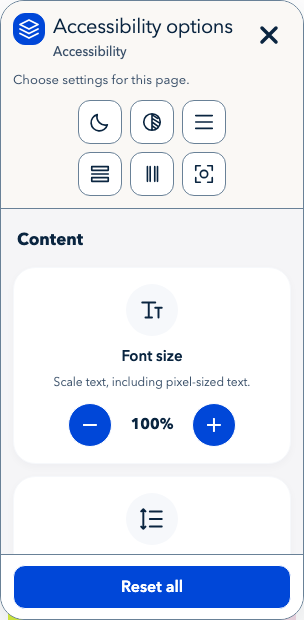 Accessibility options
Accessibility
Choose settings for this page.
Content
Font size
Scale text, including pixel-sized text.
100%
Reset all